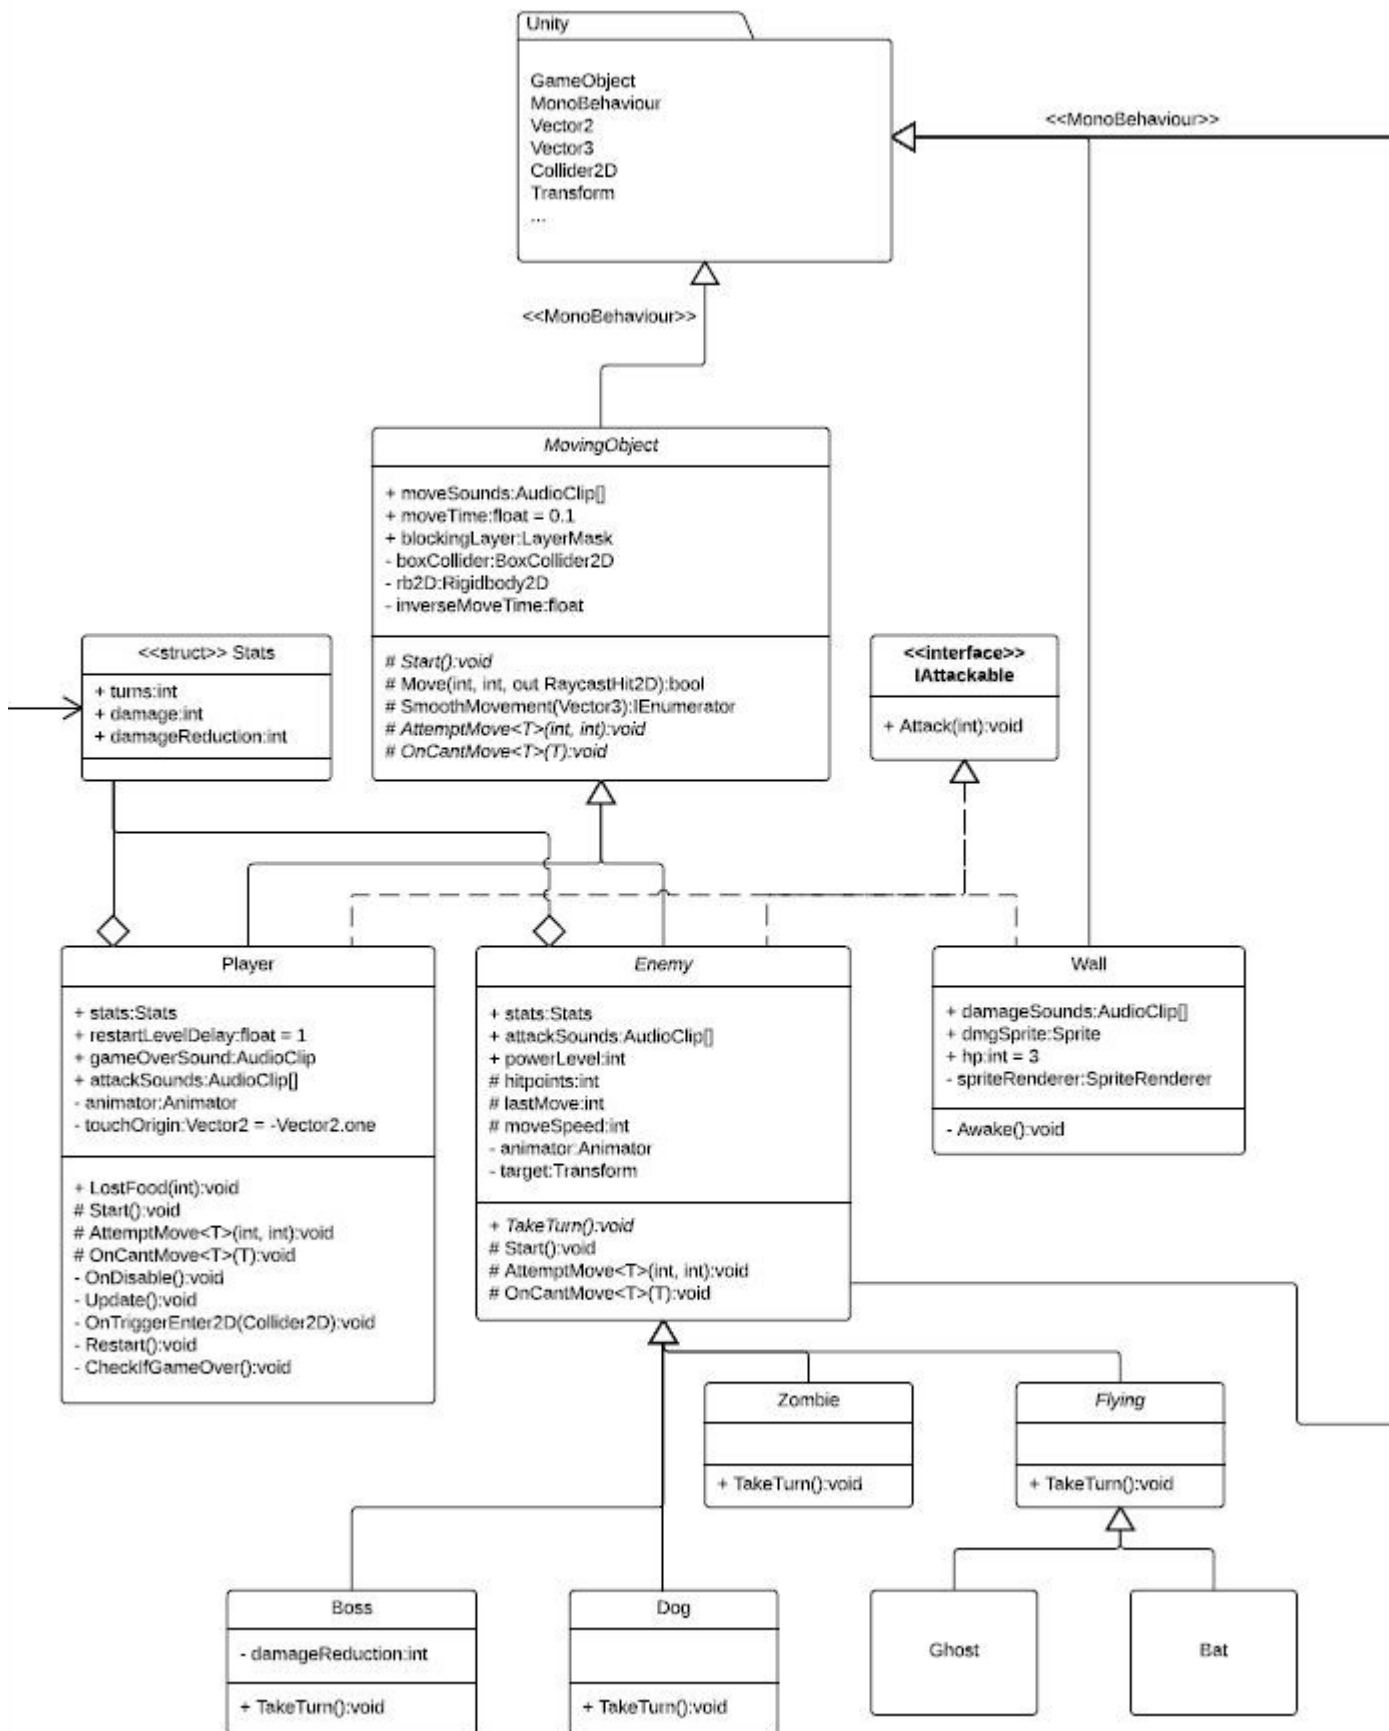 Unity
GameObject
MonoBehaviour
Vector2
Vector3
Collider2D
Transform
...
<<MonoBehaviour>>
<<MonoBehaviour>>
MovingObject
+ moveSounds:AudioClip[]
+ moveTime:float = 0.1
+ blockingLayer:LayerMask
- boxCollider:BoxCollider2D
- rb2D:Rigidbody2D
- inverseMoveTime:float
# Start():void
# Move(int, int, out RaycastHit2D):bool
# SmoothMovement(Vector3):IEnumerator
# AttemptMove<T>(int, int):void
# OnCantMove<T>(T):void
<<struct>> Stats
+ turns:int
+ damage:int
+ damageReduction:int
<<interface>>
IAttackable
+ Attack(int):void
Player
+ stats:Stats
+ restartLevelDelay:float = 1
+ gameOverSound:AudioClip
+ attackSounds:AudioClip[]
- animator:Animator
- touchOrigin:Vector2 = -Vector2.one
+ LostFood(int):void
# Start():void
# AttemptMove<T>(int, int):void
# OnCantMove<T>(T):void
- OnDisable():void
- Update():void
- OnTriggerEnter2D(Collider2D):void
- Restart():void
- CheckIfGameOver():void
Enemy
+ stats:Stats
+ attackSounds:AudioClip[]
+ powerLevel:int
# hitpoints:int
# lastMove:int
# moveSpeed:int
- animator:Animator
- target:Transform
+ TakeTurn():void
# Start():void
# AttemptMove<T>(int, int):void
# OnCantMove<T>(T):void
Wall
+ damageSounds:AudioClip[]
+ dmgSprite:Sprite
+ hp:int = 3
- spriteRenderer:SpriteRenderer
- Awake():void
Zombie
+ TakeTurn():void
Flying
+ TakeTurn():void
Boss
- damageReduction:int
+ TakeTurn():void
Dog
+ TakeTurn():void
Ghost
Bat